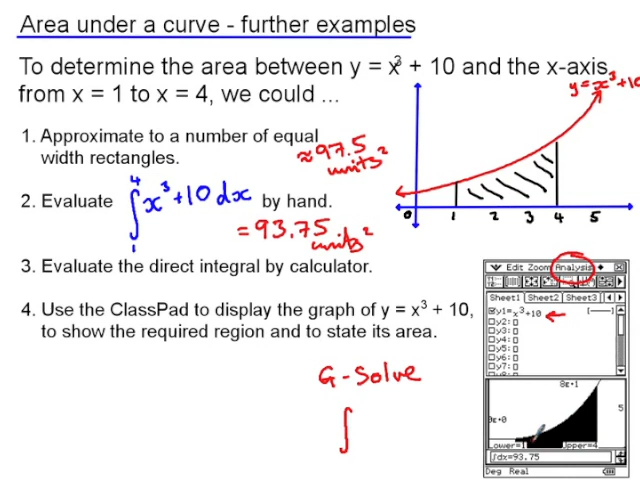 Area under a curve - further examples
To determine the area between y = x³ + 10 and the x-axis
from x = 1 to x = 4, we could ...
y=x³+10
1. Approximate to a number of equal
width rectangles.
≈97.5
units²
2. Evaluate ∫₁⁴ x³+10 dx by hand.
= 93.75
units²
0 1 2 3 4 5
3. Evaluate the direct integral by calculator.
4. Use the ClassPad to display the graph of y = x³ + 10,
to show the required region and to state its area.
G-Solve
∫
Edit Zoom Analysis
Sheet1 Sheet2 Sheet3
y1=x³+10
y2:
y3:
y4:
y5:
y6:
y7:
8E+1
5
Lower=1 Upper=4
∫dx=93.75
Deg Real